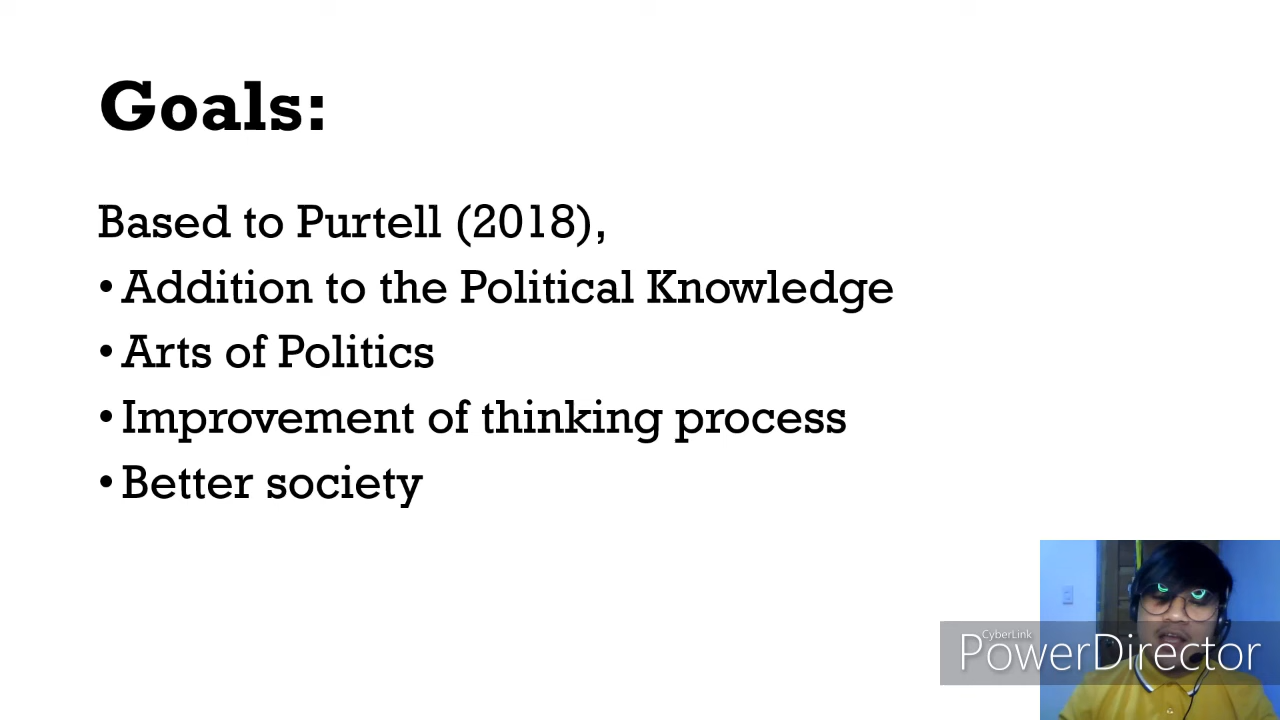 Goals:
Based to Purtell (2018),
•Addition to the Political Knowledge
•Arts of Politics
•Improvement of thinking process
•Better society
CyberLink
PowerDirector